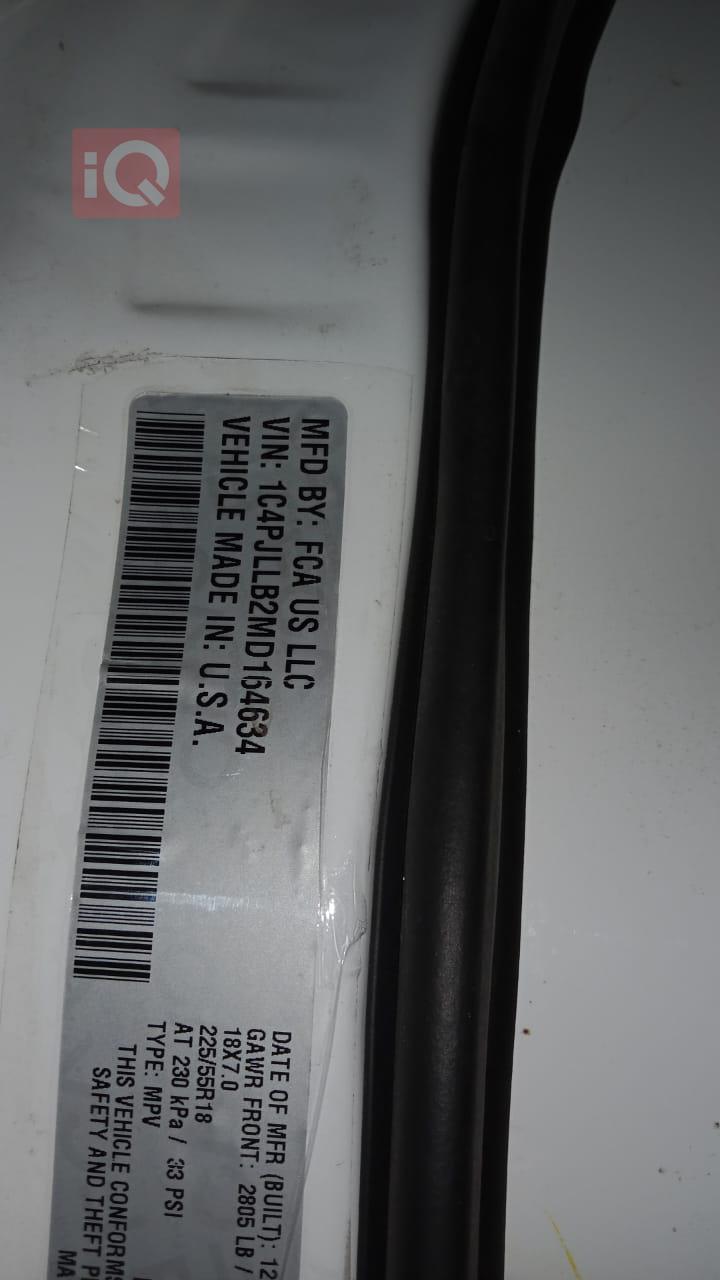 iQ
MFD BY: FCA US LLC
VIN: 1C4PJLLB2MD164634
VEHICLE MADE IN: U.S.A.
DATE OF MFR (BUILT): 12
GAWR FRONT: 2805 LB /
18X7.0
225/55R18
AT 230 kPa / 33 PSI
TYPE: MPV
THIS VEHICLE CONFORMS
SAFETY AND THEFT
MA